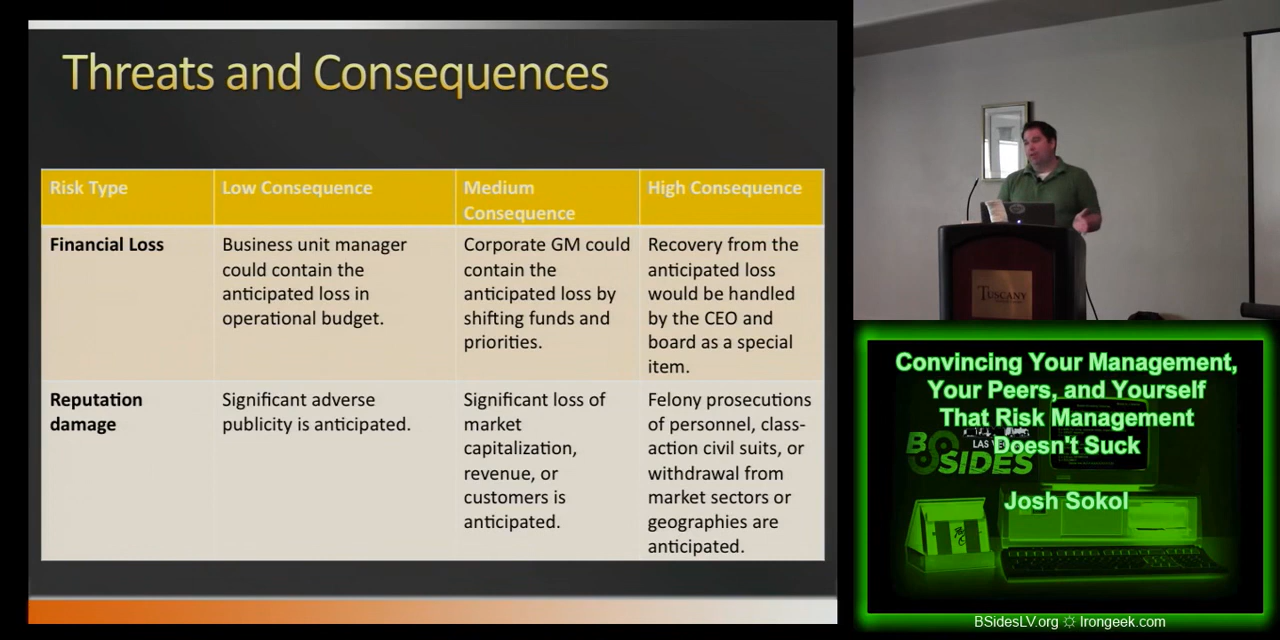 Threats and Consequences
Risk Type
Low Consequence
Medium
Consequence
High Consequence
Financial Loss
Business unit manager
could contain the
anticipated loss in
operational budget.
Corporate GM could
contain the
anticipated loss by
shifting funds and
priorities.
Recovery from the
anticipated loss
would be handled
by the CEO and
board as a special
item.
Reputation
damage
Significant adverse
publicity is anticipated.
Significant loss of
market
capitalization,
revenue, or
customers is
anticipated.
Felony prosecutions
of personnel, class-
action civil suits, or
withdrawal from
market sectors or
geographies are
anticipated.
TUSCANY
Convincing Your Management,
Your Peers, and Yourself
That Risk Management
Doesn't Suck
BSIDES
LAS
Josh Sokol
BSidesLV.org ☼ Irongeek.com